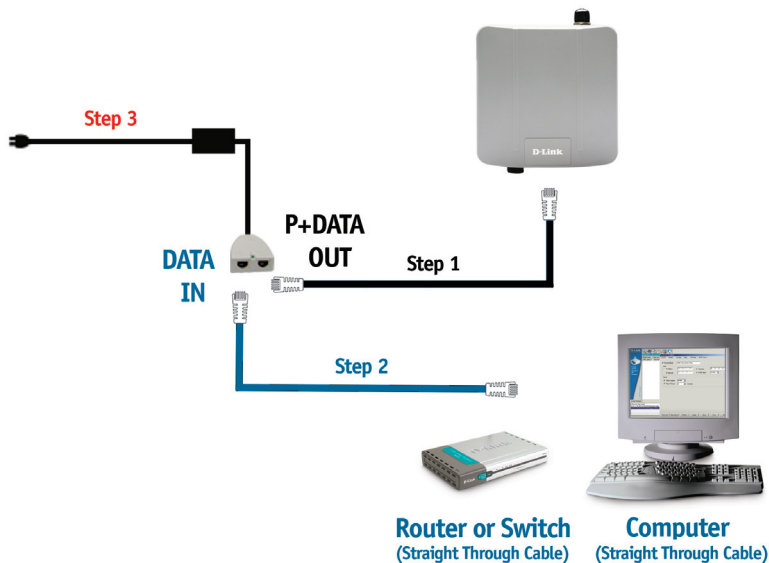 Step 3
D-Link
P+DATA
OUT
DATA
IN
Step 1
Step 2
Router or Switch
(Straight Through Cable)
Computer
(Straight Through Cable)